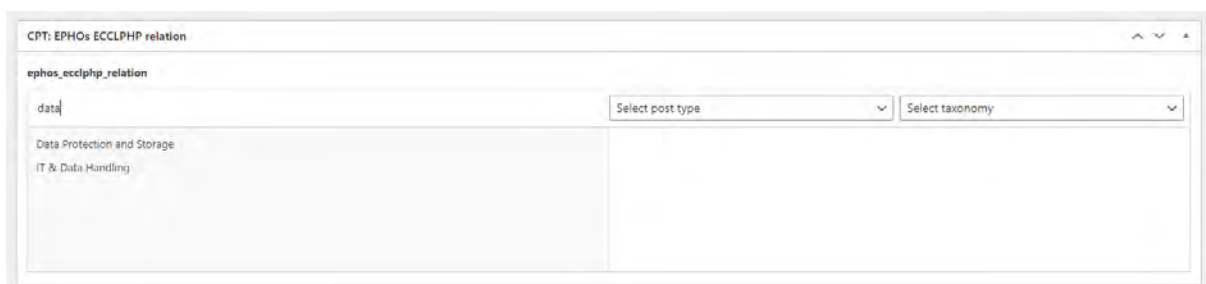 CPT: EPHOs ECCLPHP relation
ephos_ecclphp_relation
data
Select post type
Select taxonomy
Data Protection and Storage
IT & Data Handling